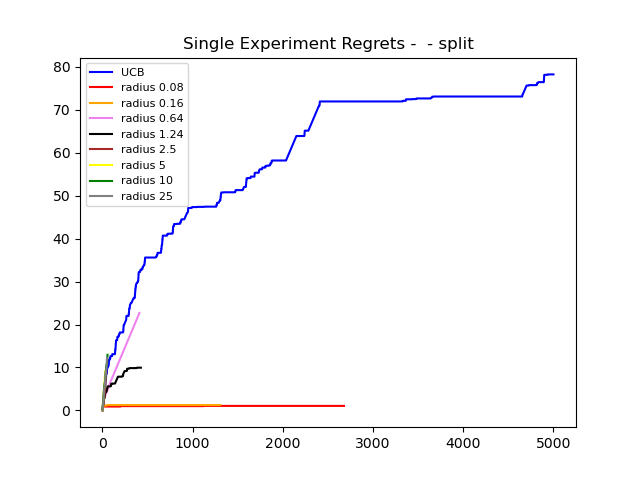 Single Experiment Regrets -  - split
80
70
60
50
40
30
20
10
0
UCB
radius 0.08
radius 0.16
radius 0.64
radius 1.24
radius 2.5
radius 5
radius 10
radius 25
0 1000 2000 3000 4000 5000